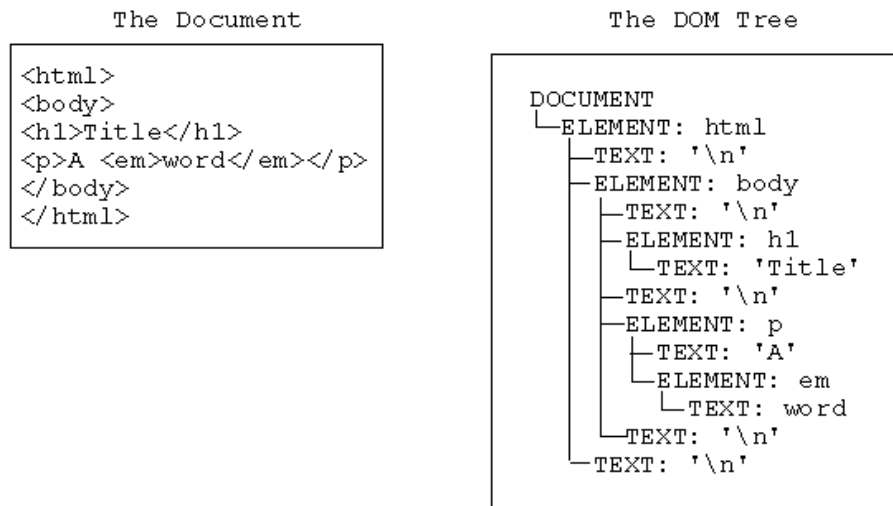 The Document
<html>
<body>
<h1>Title</h1>
<p>A <em>word</em></p>
</body>
</html>
The DOM Tree
DOCUMENT
ELEMENT: html
TEXT: '\n'
ELEMENT: body
TEXT: '\n'
ELEMENT: h1
TEXT: 'Title'
TEXT: '\n'
ELEMENT: p
TEXT: 'A'
ELEMENT: em
TEXT: word
TEXT: '\n'
TEXT: '\n'